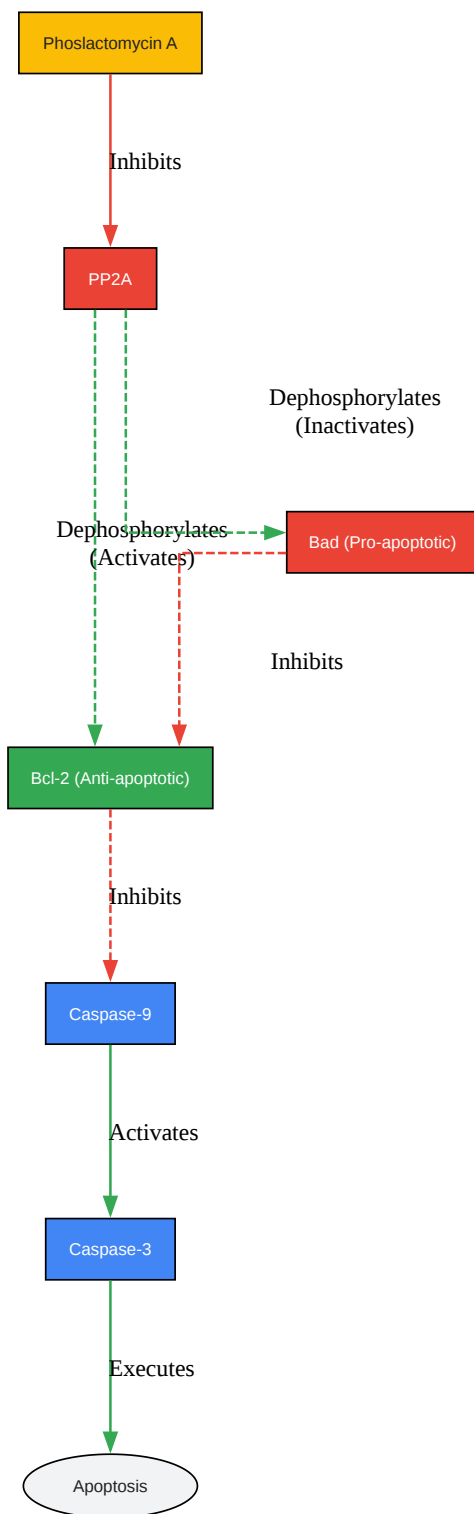 Phoslactomycin A
Inhibits
PP2A
Dephosphorylates
(Inactivates)
Dephosphorylates
(Activates)
Bad (Pro-apoptotic)
Inhibits
Bcl-2 (Anti-apoptotic)
Inhibits
Caspase-9
Activates
Caspase-3
Executes
Apoptosis